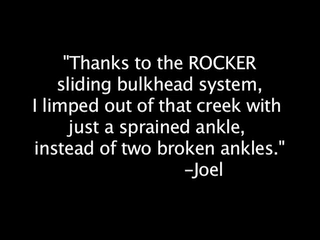 "Thanks to the ROCKER
sliding bulkhead system,
I limped out of that creek with
just a sprained ankle,
instead of two broken ankles."
–Joel